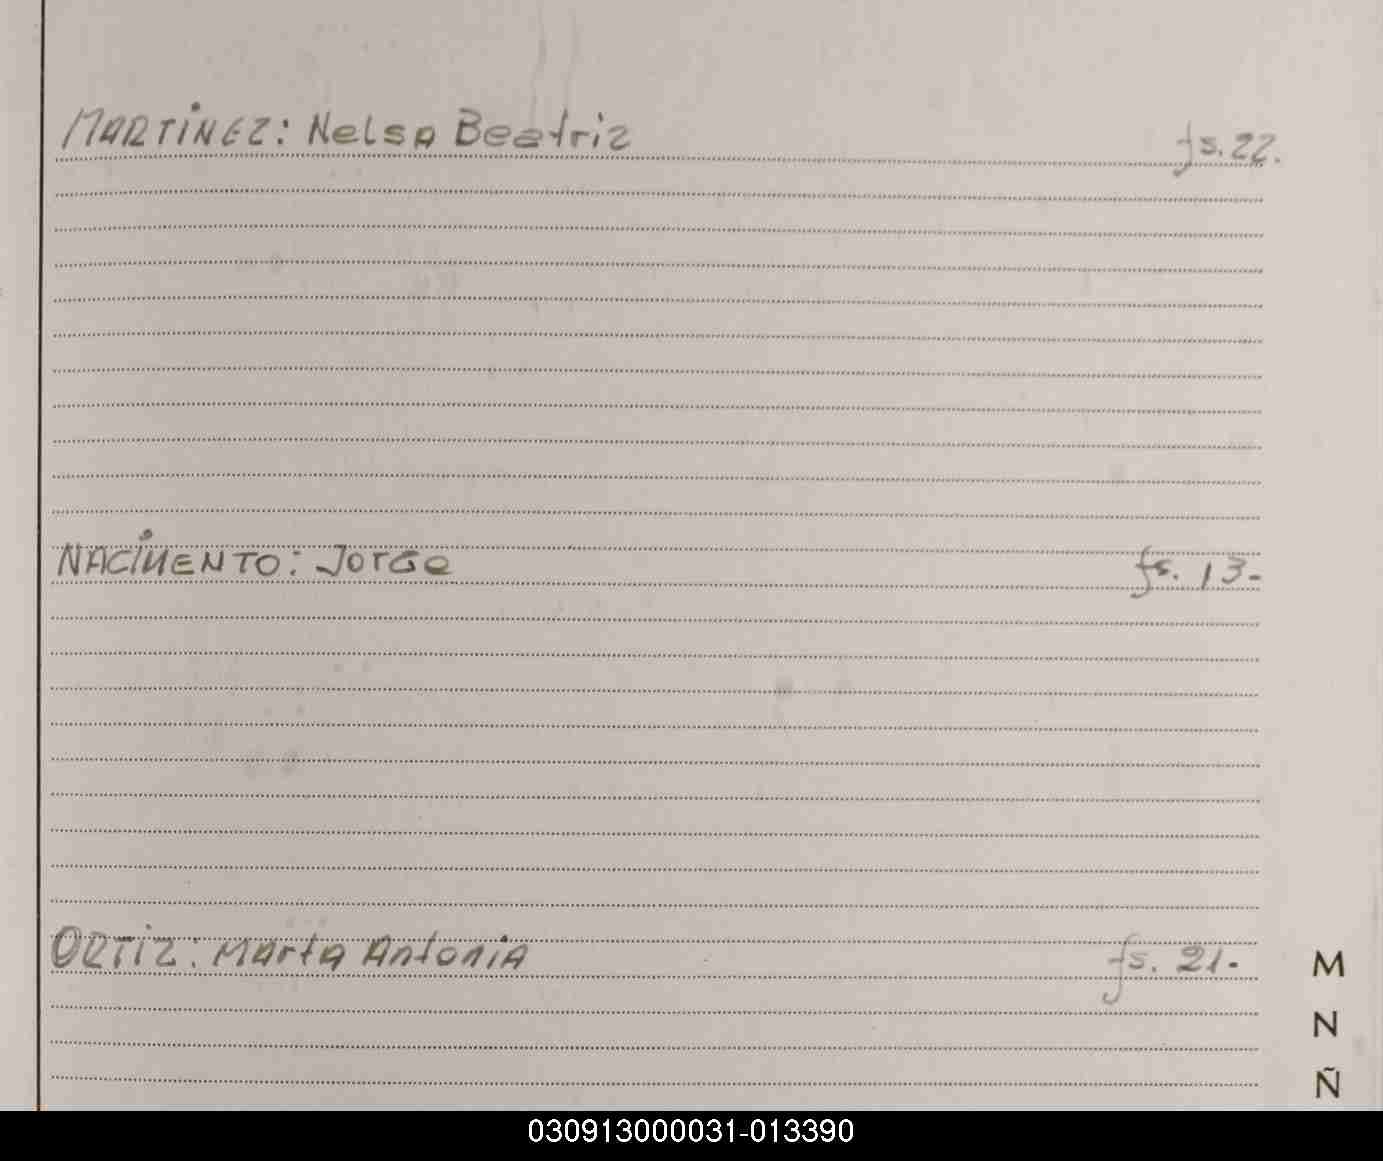 MARTINEZ: Nelsa Beatriz fs. 22.
NACIMENTO: Jorge fs. 13-
ORTIZ: Marta Antonia fs. 21-
M
N
Ñ
030913000031-013390